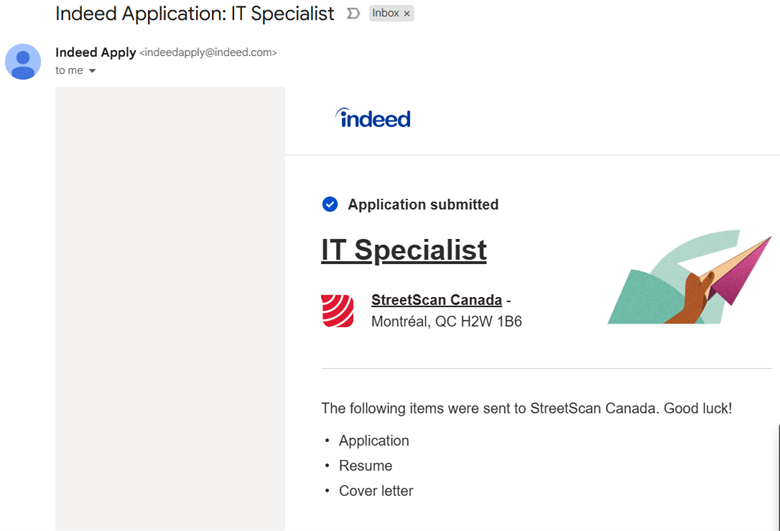 Indeed Application: IT Specialist Inbox ×
Indeed Apply <indeedapply@indeed.com>
to me
indeed
Application submitted
IT Specialist
StreetScan Canada -
Montréal, QC H2W 1B6
The following items were sent to StreetScan Canada. Good luck!
• Application
• Resume
• Cover letter